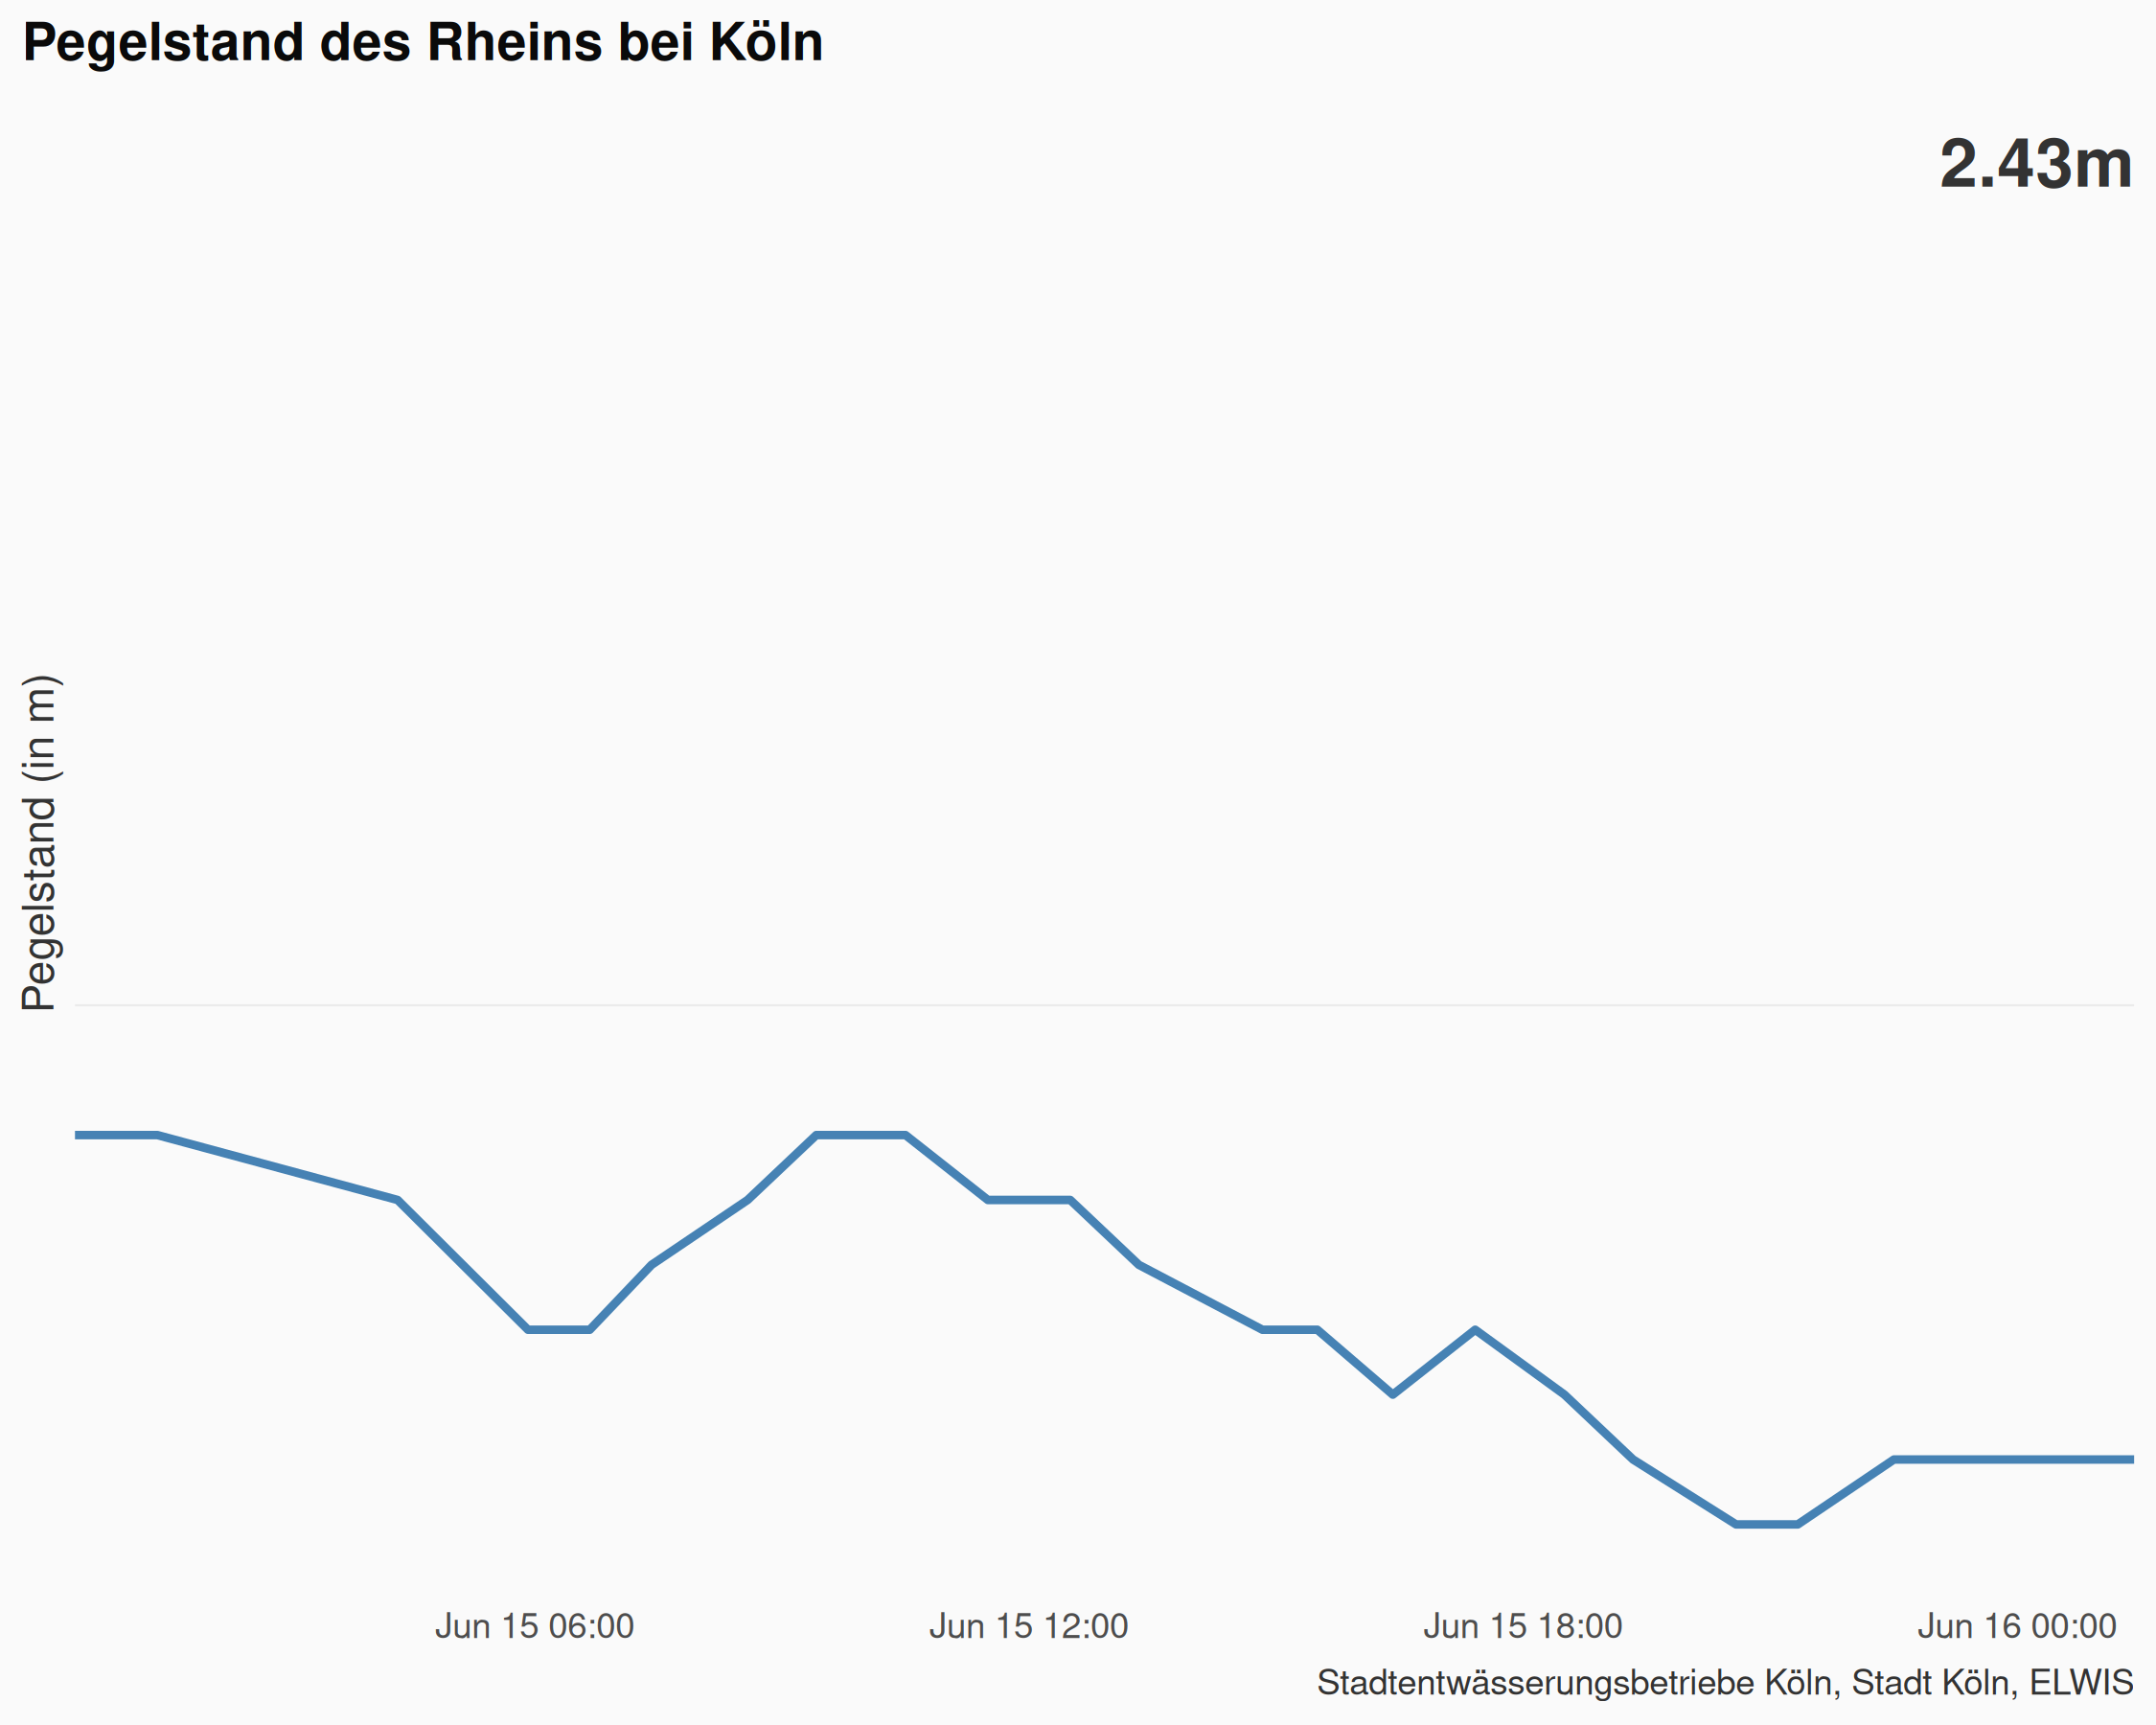 Pegelstand des Rheins bei Köln
2.43m
Pegelstand (in m)
Jun 15 06:00
Jun 15 12:00
Jun 15 18:00
Jun 16 00:00
Stadtentwässerungsbetriebe Köln, Stadt Köln, ELWIS